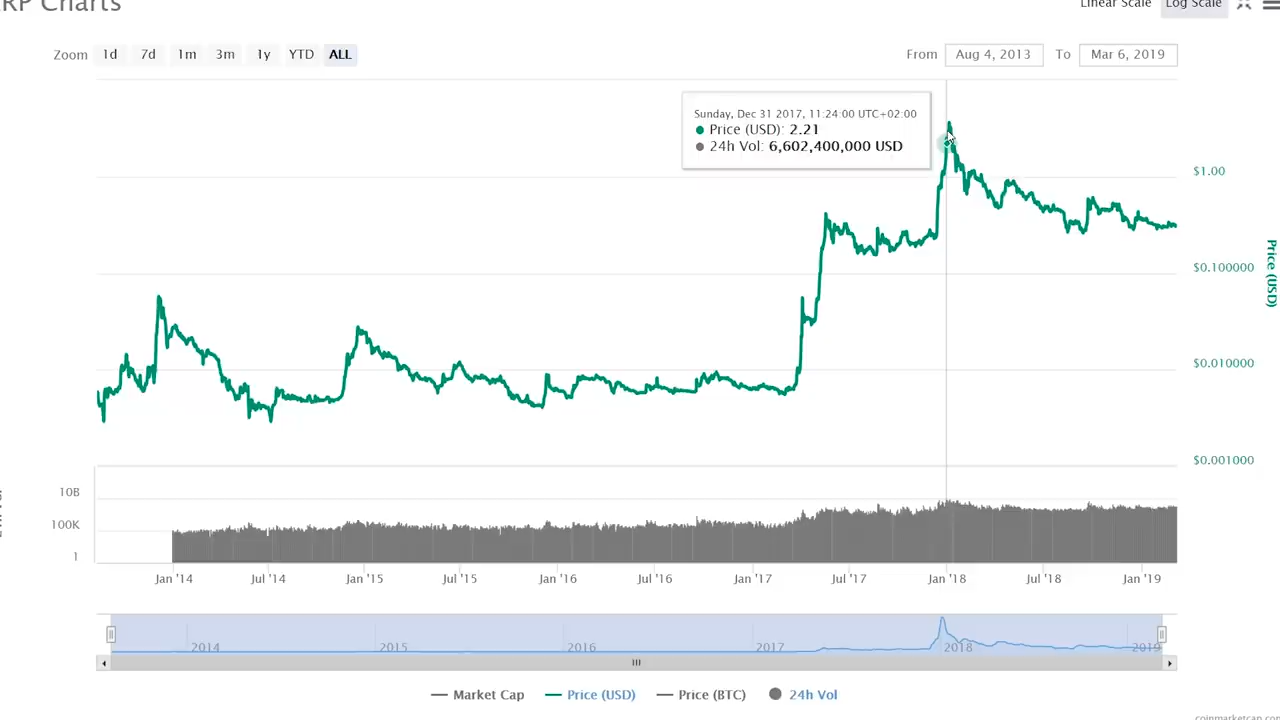 RP Charts
Linear Scale Log Scale
Zoom 1d 7d 1m 3m 1y YTD ALL
From Aug 4, 2013 To Mar 6, 2019
Sunday, Dec 31 2017, 11:24:00 UTC+02:00
Price (USD): 2.21
24h Vol: 6,602,400,000 USD
$1.00
$0.100000
$0.010000
$0.001000
Price (USD)
10B
100K
1
Jan '14 Jul '14 Jan '15 Jul '15 Jan '16 Jul '16 Jan '17 Jul '17 Jan '18 Jul '18 Jan '19
2014 2015 2016 2017 2018 2019
Market Cap Price (USD) Price (BTC) 24h Vol
coinmarketcap.com